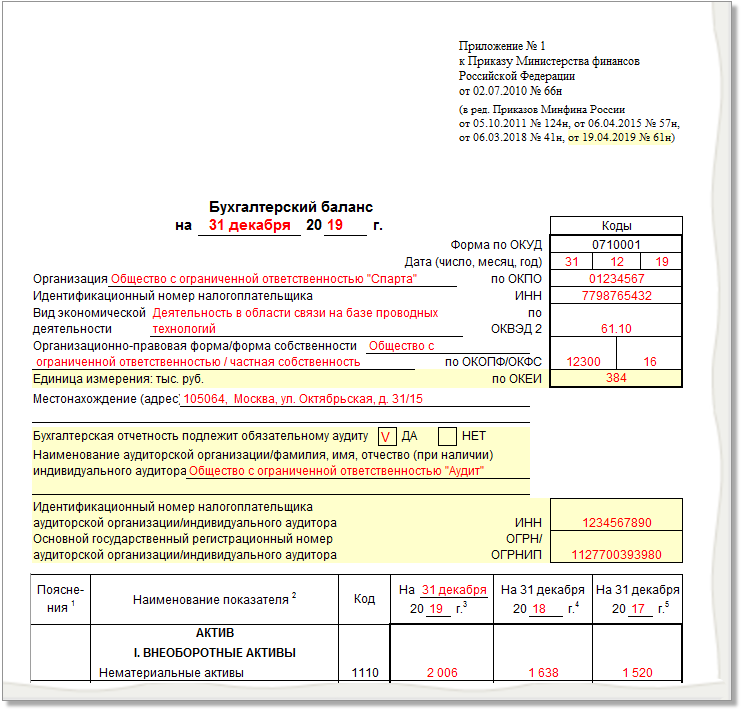 Приложение № 1
к Приказу Министерства финансов
Российской Федерации
от 02.07.2010 № 66н
(в ред. Приказов Минфина России
от 05.10.2011 № 124н, от 06.04.2015 № 57н,
от 06.03.2018 № 41н, от 19.04.2019 № 61н)
Бухгалтерский баланс
на 31 декабря 20 19 г.
Коды
Форма по ОКУД 0710001
Дата (число, месяц, год) 31 12 19
Организация Общество с ограниченной ответственностью "Спарта" по ОКПО 01234567
Идентификационный номер налогоплательщика ИНН 7798765432
Вид экономической Деятельность в области связи на базе проводных по
деятельности технологий ОКВЭД 2 61.10
Организационно-правовая форма/форма собственности Общество с
ограниченной ответственностью / частная собственность по ОКОПФ/ОКФС 12300 16
Единица измерения: тыс. руб. по ОКЕИ 384
Местонахождение (адрес) 105064, Москва, ул. Октябрьская, д. 31/15
Бухгалтерская отчетность подлежит обязательному аудиту V ДА НЕТ
Наименование аудиторской организации/фамилия, имя, отчество (при наличии)
индивидуального аудитора Общество с ограниченной ответственностью "Аудит"
Идентификационный номер налогоплательщика
аудиторской организации/индивидуального аудитора ИНН 1234567890
Основной государственный регистрационный номер ОГРН/
аудиторской организации/индивидуального аудитора ОГРНИП 1127700393980
Поясне- На 31 декабря На 31 декабря На 31 декабря
ния 1 Наименование показателя 2 Код 20 19 г.3 20 18 г.4 20 17 г.5
АКТИВ
I. ВНЕОБОРОТНЫЕ АКТИВЫ
Нематериальные активы 1110 2 006 1 638 1 520